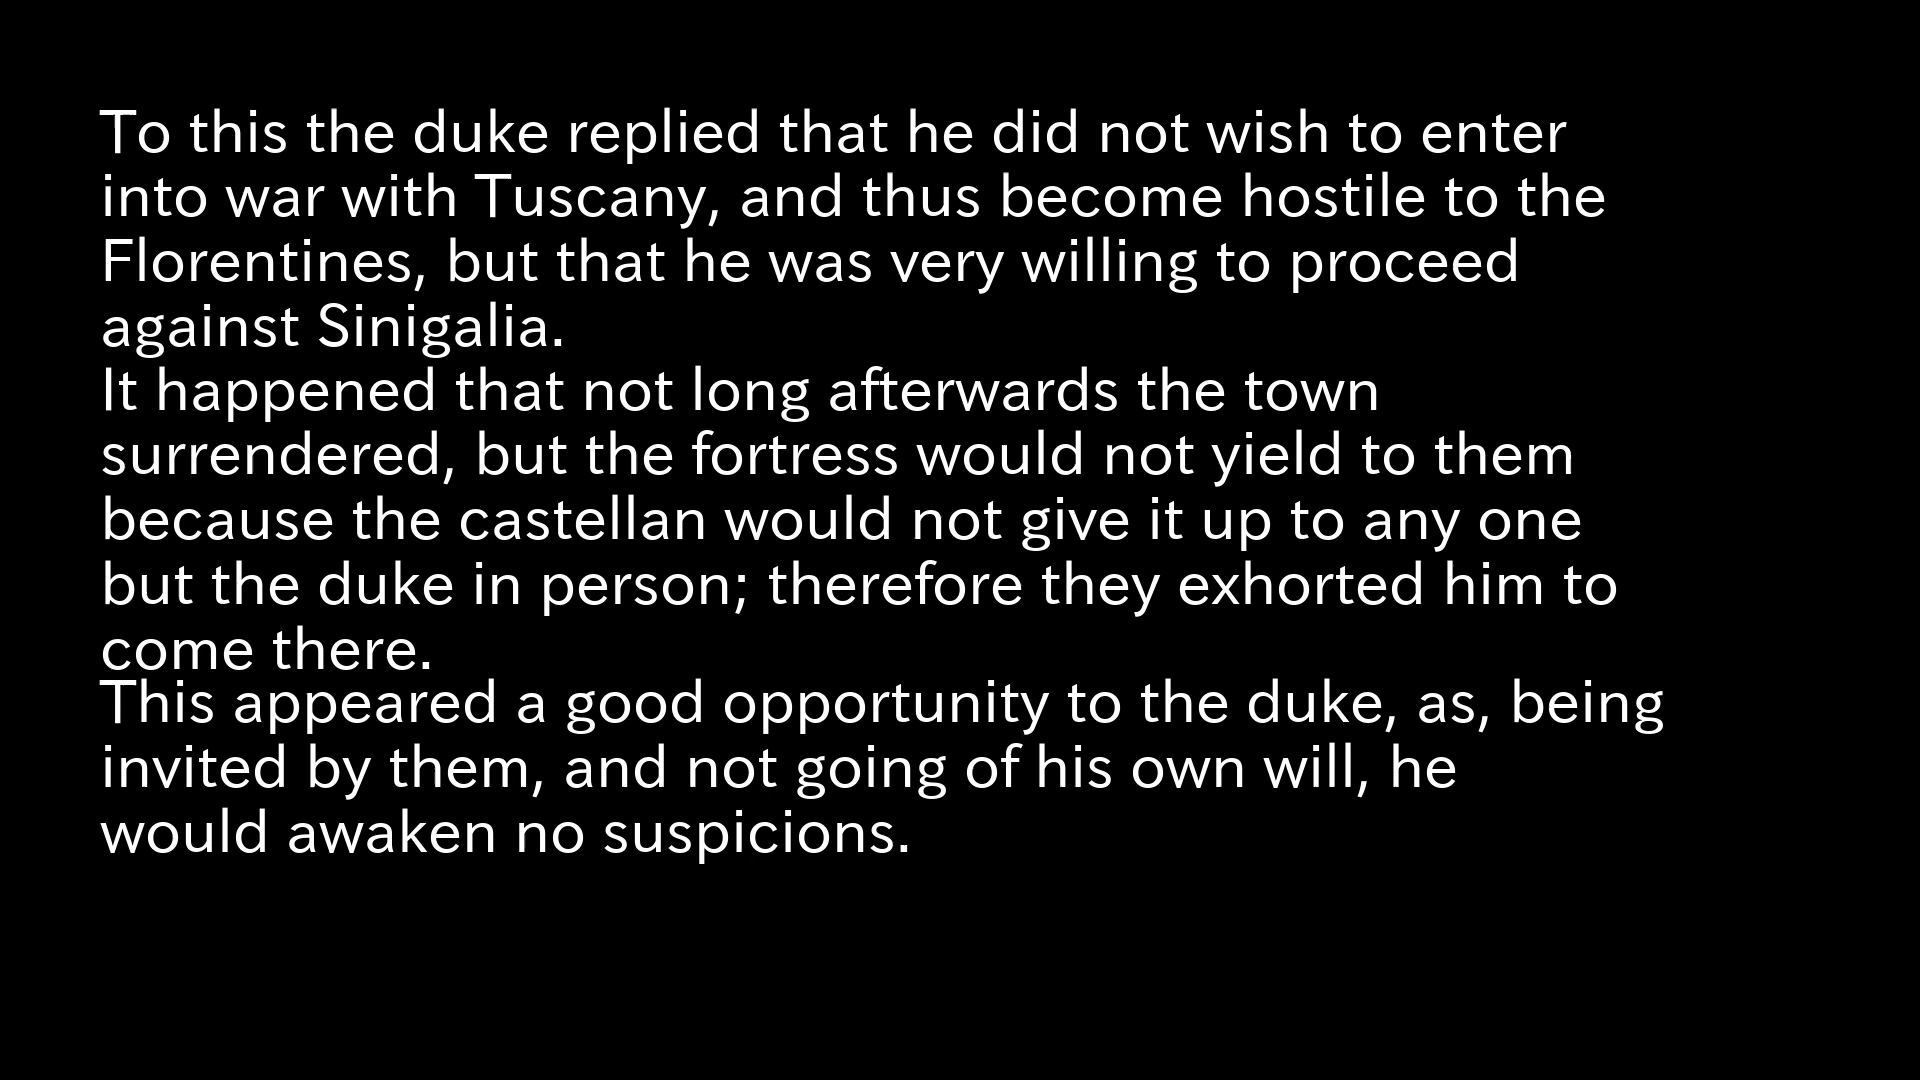 To this the duke replied that he did not wish to enter
into war with Tuscany, and thus become hostile to the
Florentines, but that he was very willing to proceed
against Sinigalia.
It happened that not long afterwards the town
surrendered, but the fortress would not yield to them
because the castellan would not give it up to any one
but the duke in person; therefore they exhorted him to
come there.
This appeared a good opportunity to the duke, as, being
invited by them, and not going of his own will, he
would awaken no suspicions.